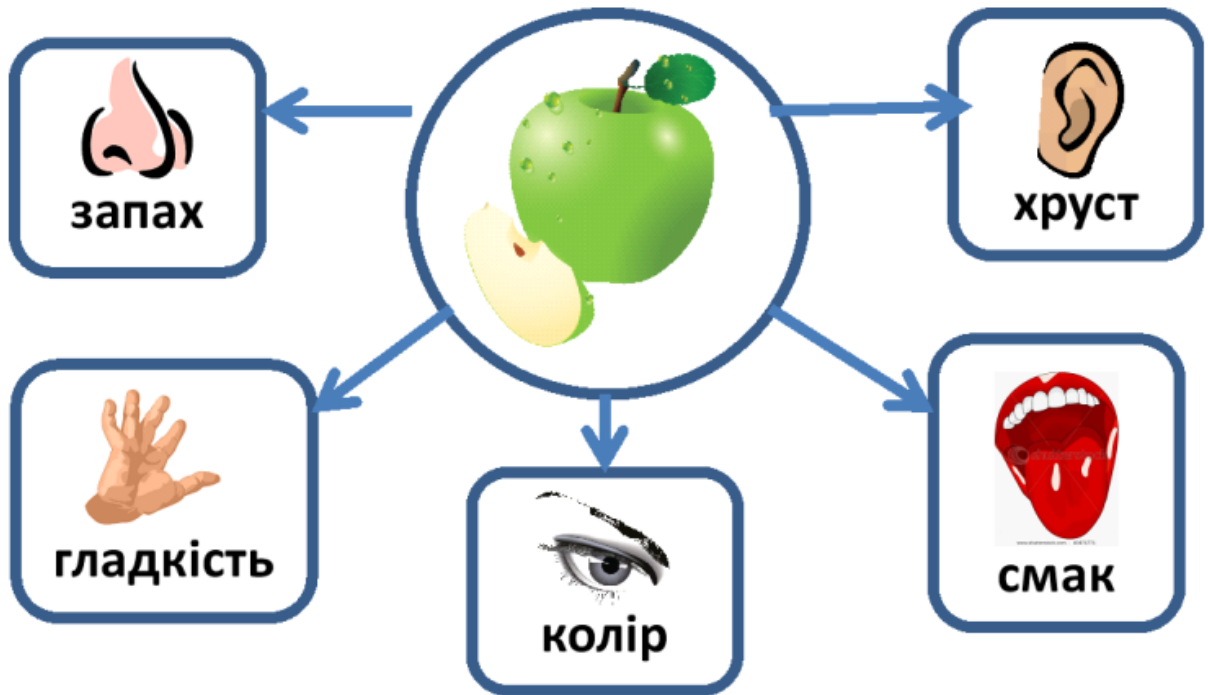 запах
хруст
гладкість
колір
смак